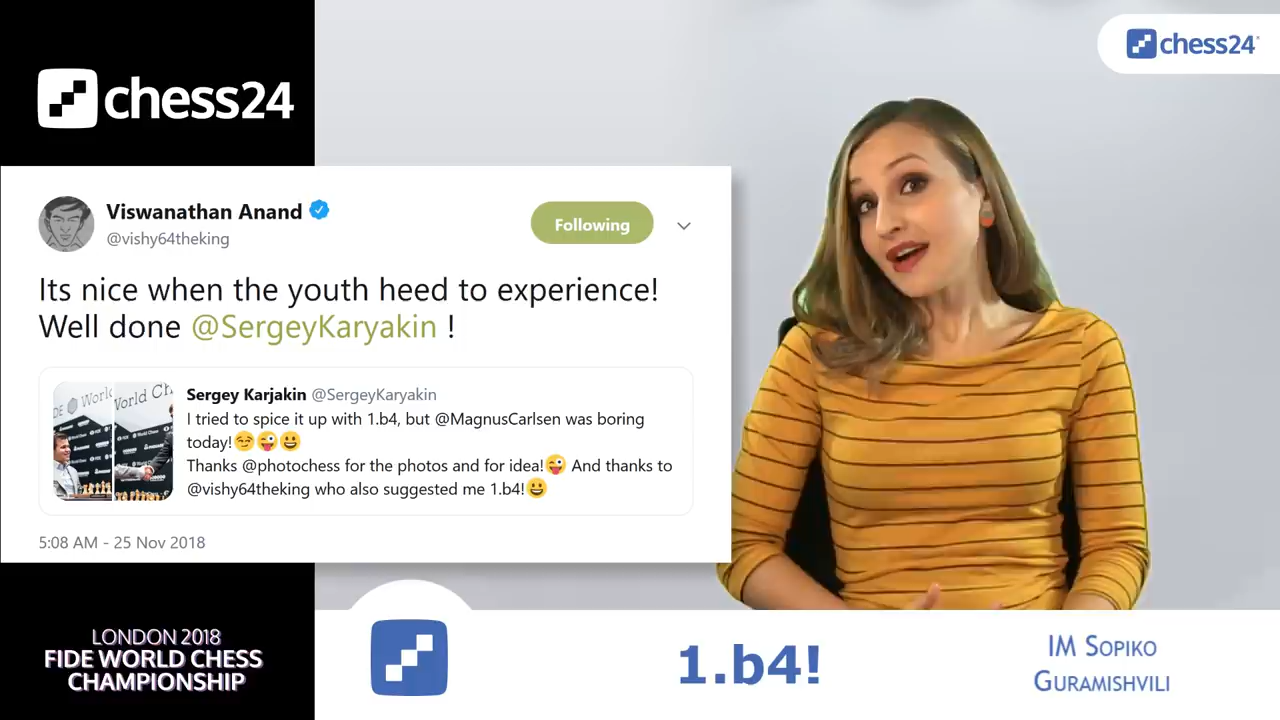 chess24
chess24
Viswanathan Anand
@vishy64theking
Following
Its nice when the youth heed to experience!
Well done @SergeyKaryakin !
Sergey Karjakin @SergeyKaryakin
I tried to spice it up with 1.b4, but @MagnusCarlsen was boring
today!😏😜😀
Thanks @photochess for the photos and for idea!😜 And thanks to
@vishy64theking who also suggested me 1.b4!😀
5:08 AM - 25 Nov 2018
LONDON 2018
FIDE WORLD CHESS
CHAMPIONSHIP
1.b4!
IM SOPIKO
GURAMISHVILI